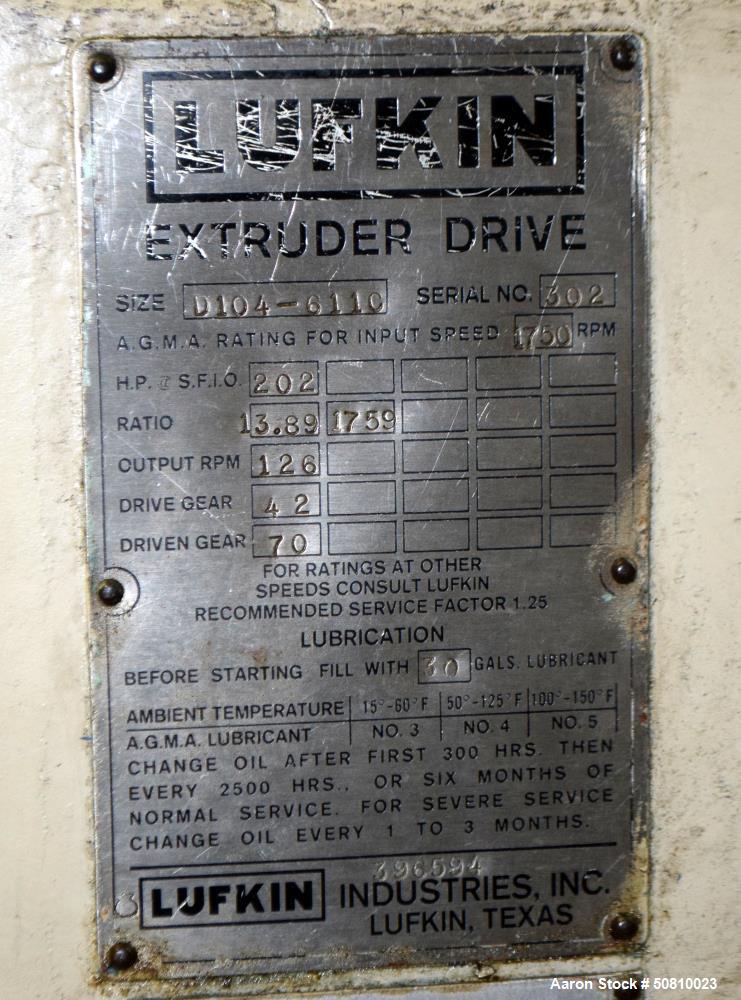 LUFKIN
EXTRUDER DRIVE
SIZE D104-6110 SERIAL NO. 302
A.G.M.A. RATING FOR INPUT SPEED 1750 RPM
H.P. @ S.F.I.O. 202
RATIO 13.89 1759
OUTPUT RPM 126
DRIVE GEAR 42
DRIVEN GEAR 70
FOR RATINGS AT OTHER
SPEEDS CONSULT LUFKIN
RECOMMENDED SERVICE FACTOR 1.25
LUBRICATION
BEFORE STARTING FILL WITH 30 GALS. LUBRICANT
AMBIENT TEMPERATURE 15°-60°F 50°-125°F 100°-150°F
A.G.M.A. LUBRICANT NO. 3 NO. 4 NO. 5
CHANGE OIL AFTER FIRST 300 HRS. THEN
EVERY 2500 HRS., OR SIX MONTHS OF
NORMAL SERVICE. FOR SEVERE SERVICE
CHANGE OIL EVERY 1 TO 3 MONTHS.
396594
LUFKIN INDUSTRIES, INC.
LUFKIN, TEXAS
Aaron Stock # 50810023